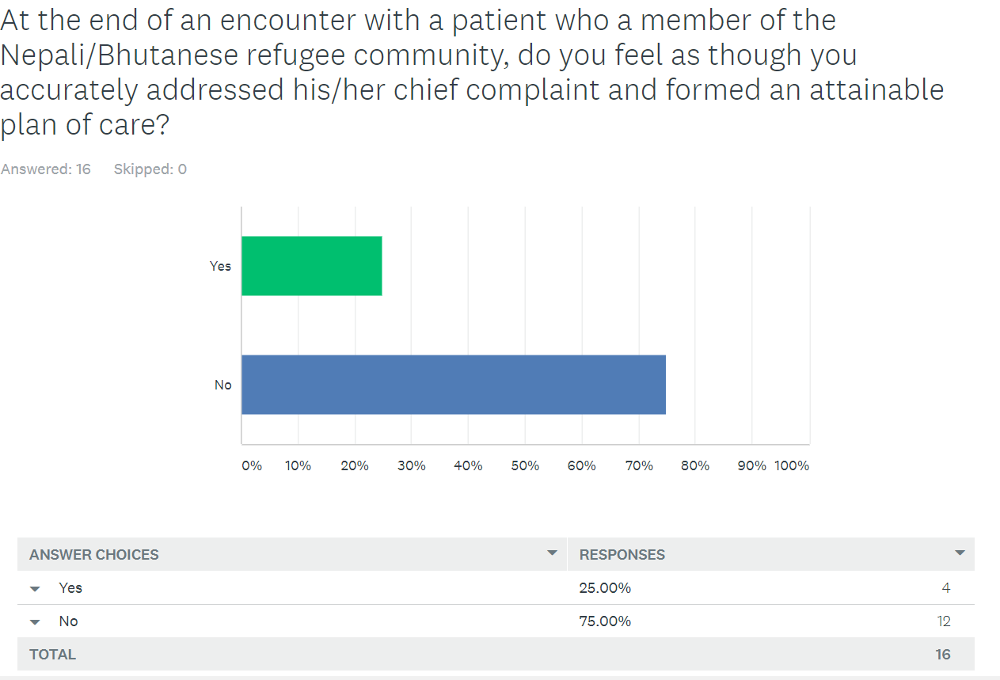 At the end of an encounter with a patient who a member of the
Nepali/Bhutanese refugee community, do you feel as though you
accurately addressed his/her chief complaint and formed an attainable
plan of care?
Answered: 16 Skipped: 0
Yes
No
0% 10% 20% 30% 40% 50% 60% 70% 80% 90% 100%
ANSWER CHOICES RESPONSES
Yes 25.00% 4
No 75.00% 12
TOTAL 16